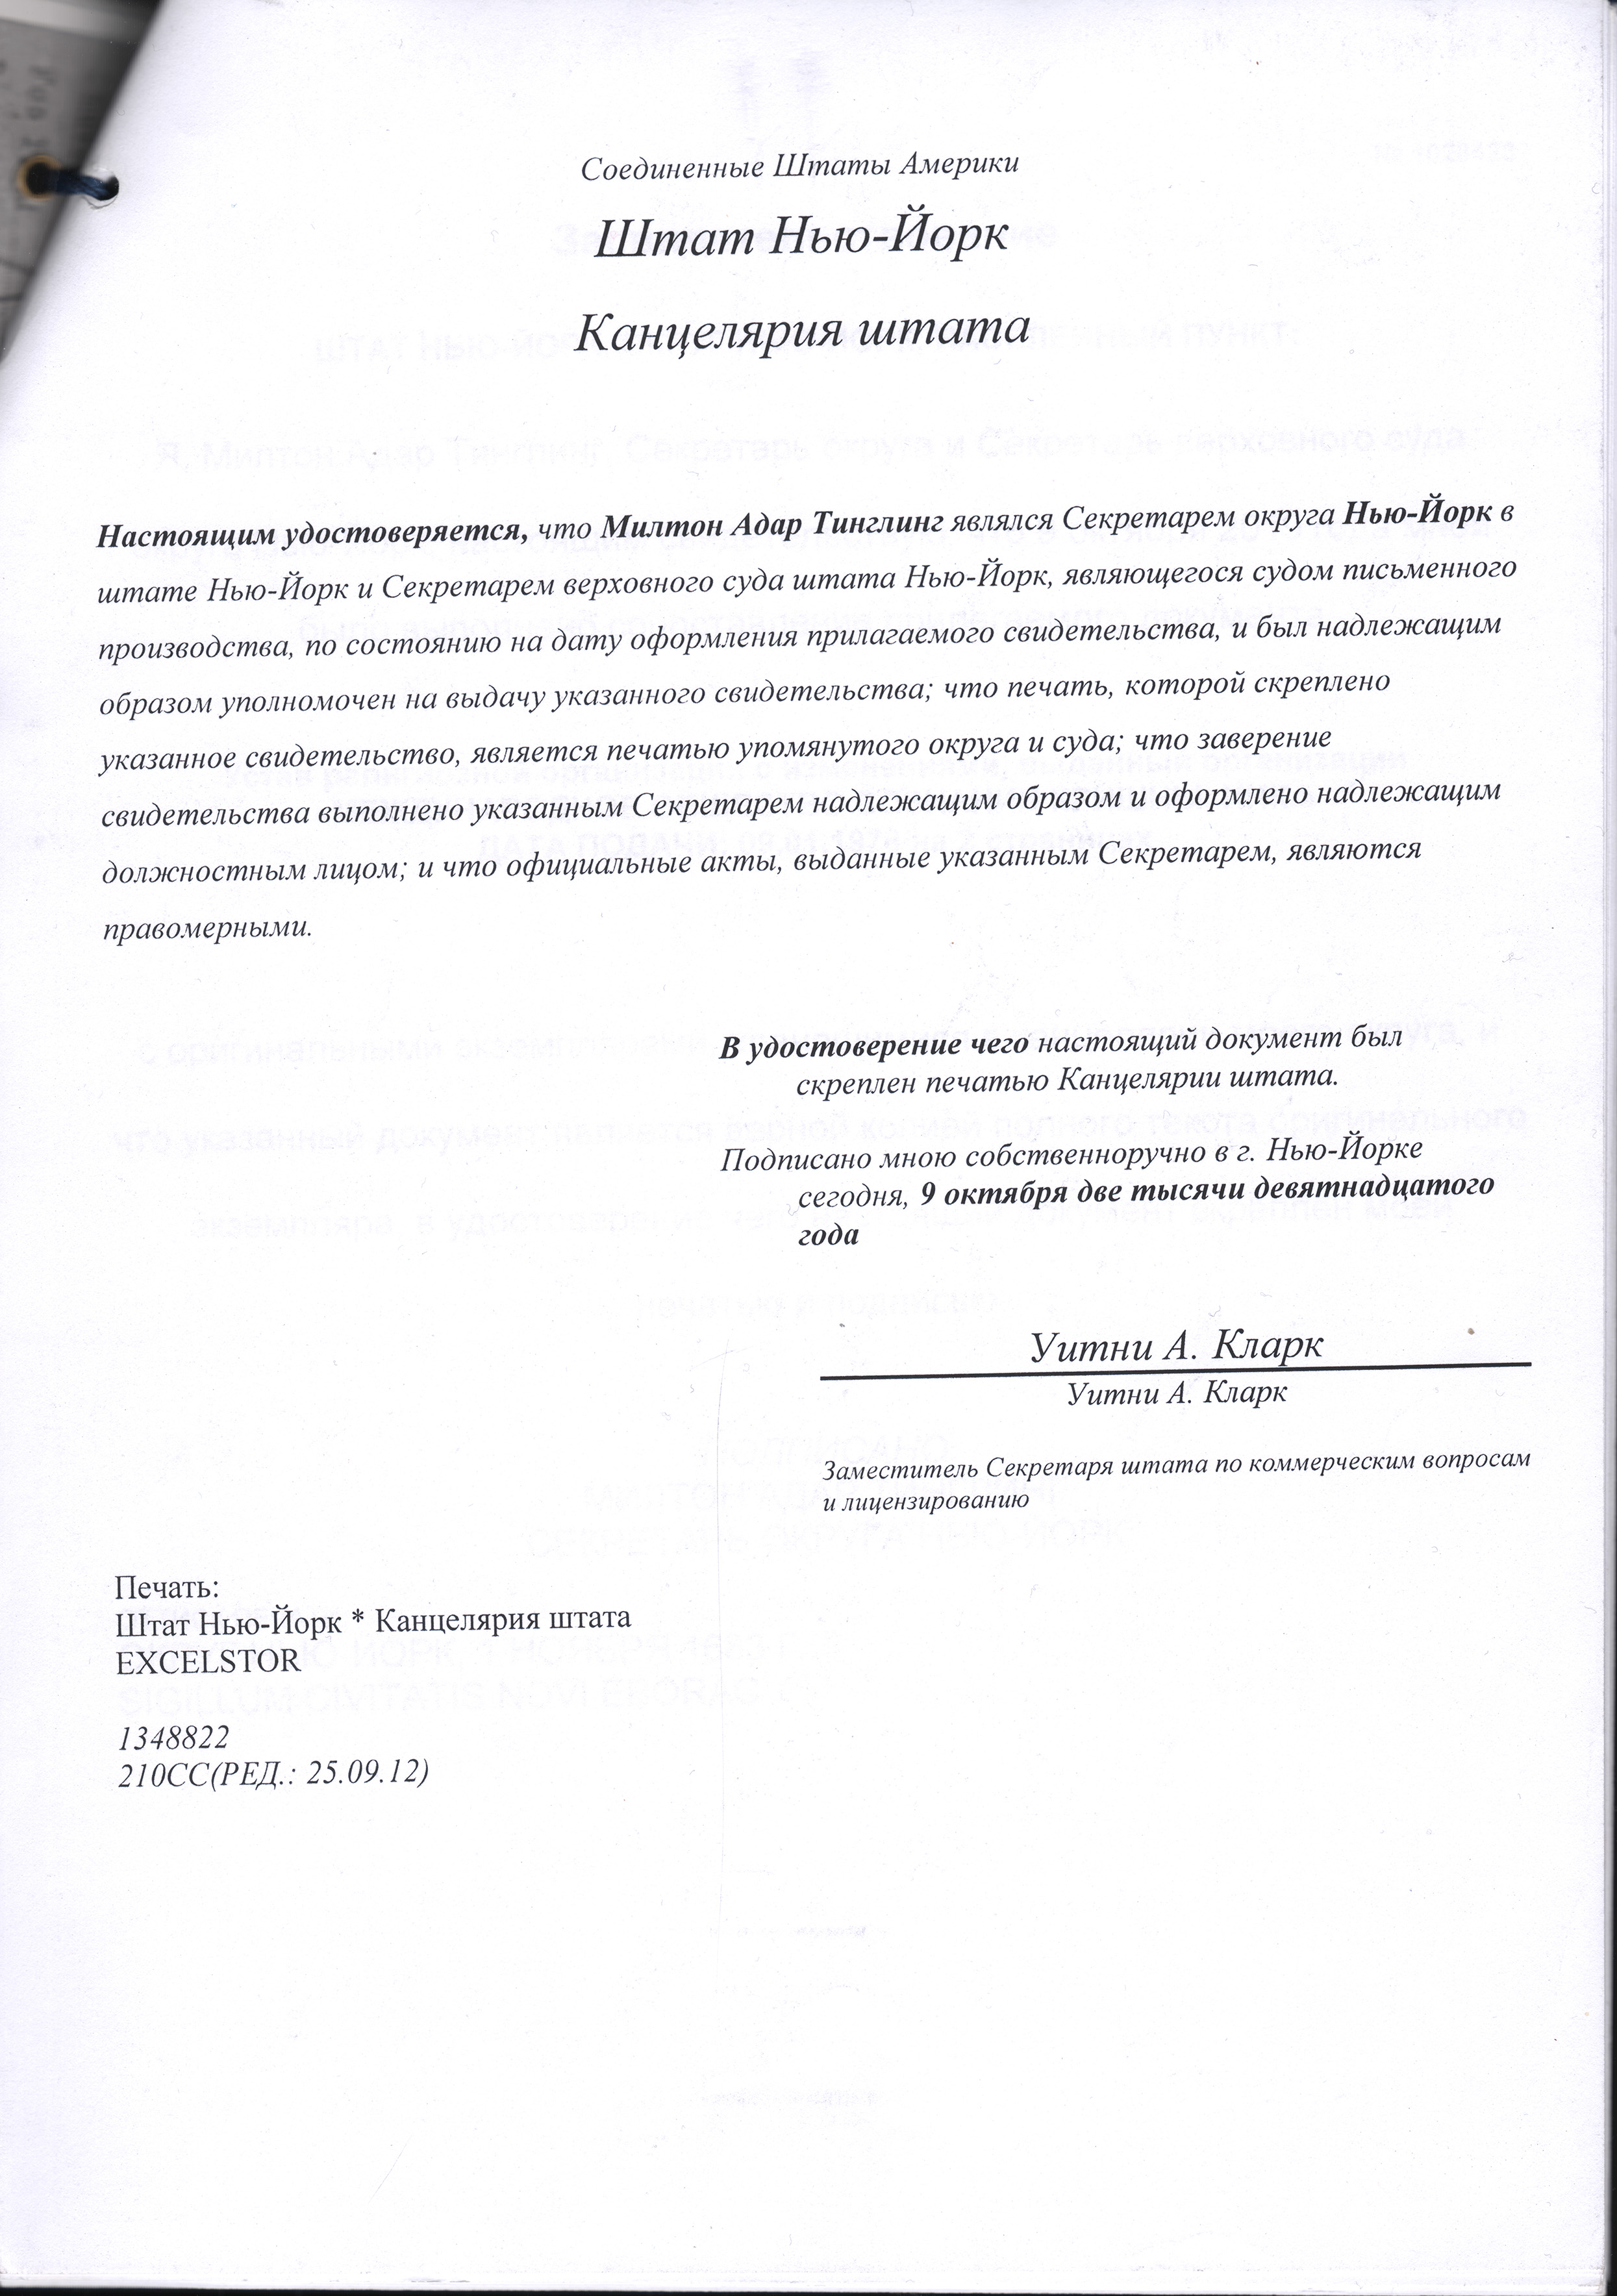 Соединенные Штаты Америки
Штат Нью-Йорк
Канцелярия штата
Настоящим удостоверяется, что Милтон Адар Тинглинг являлся Секретарем округа Нью-Йорк в
штате Нью-Йорк и Секретарем верховного суда штата Нью-Йорк, являющегося судом письменного
производства, по состоянию на дату оформления прилагаемого свидетельства, и был надлежащим
образом уполномочен на выдачу указанного свидетельства; что печать, которой скреплено
указанное свидетельство, является печатью упомянутого округа и суда; что заверение
свидетельства выполнено указанным Секретарем надлежащим образом и оформлено надлежащим
должностным лицом; и что официальные акты, выданные указанным Секретарем, являются
правомерными.
В удостоверение чего настоящий документ был
скреплен печатью Канцелярии штата.
Подписано мною собственноручно в г. Нью-Йорке
сегодня, 9 октября две тысячи девятнадцатого
года
Уитни А. Кларк
Уитни А. Кларк
Заместитель Секретаря штата по коммерческим вопросам
и лицензированию
Печать:
Штат Нью-Йорк * Канцелярия штата
EXCELSTOR
1348822
210СС(РЕД.: 25.09.12)